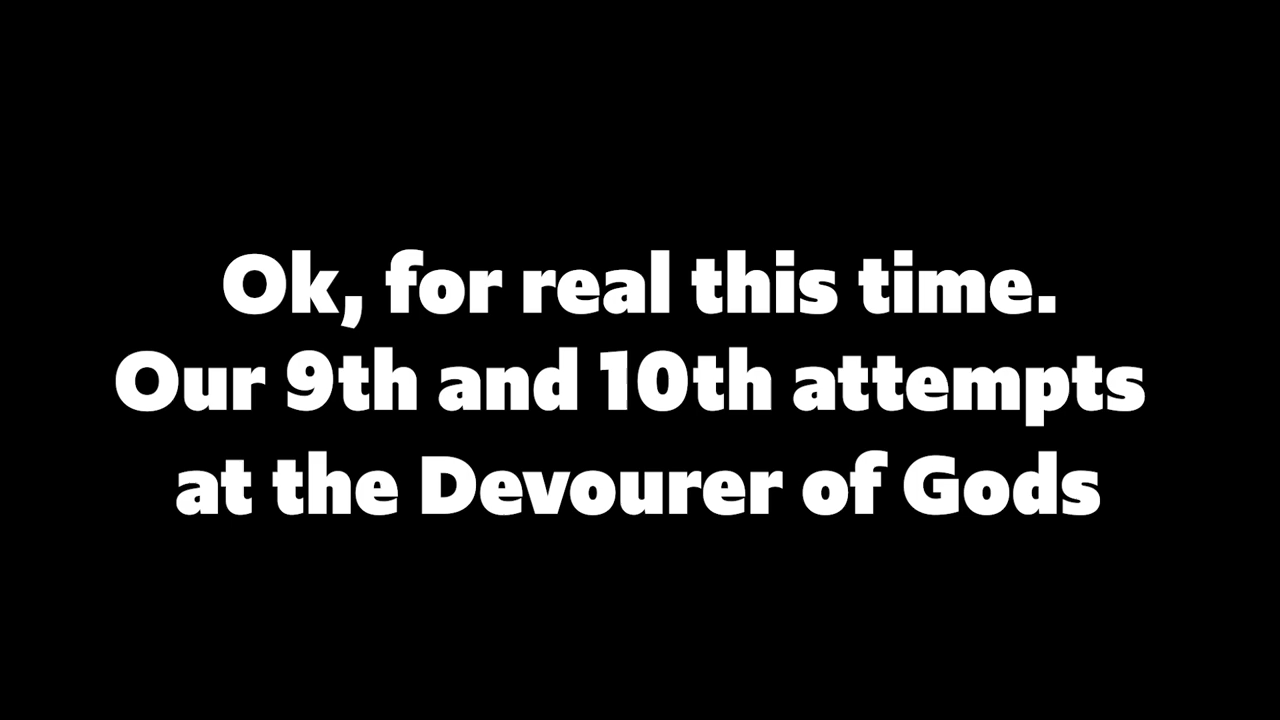 Ok, for real this time.
Our 9th and 10th attempts
at the Devourer of Gods